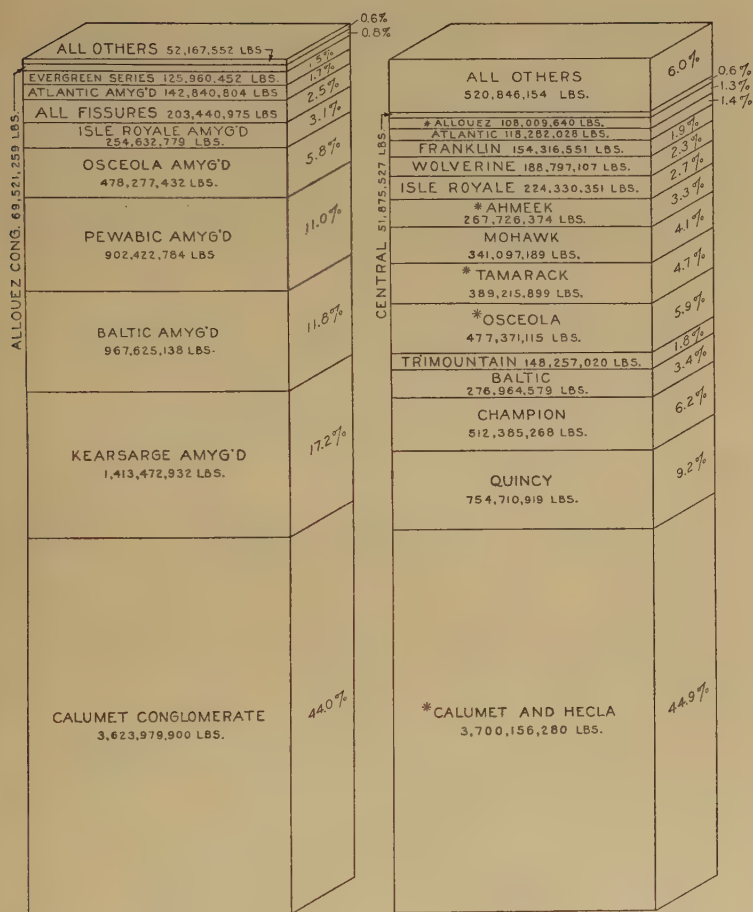 ALL OTHERS 52,167,552 LBS
0.6%
0.8%
ALLOUEZ CONG. 69,521,259 LBS.
1.5%
EVERGREEN SERIES 125,960,452 LBS.
1.7%
ATLANTIC AMYG'D 142,840,804 LBS
2.5%
ALL FISSURES 203,440,975 LBS
3.1%
ISLE ROYALE AMYG'D
254,632,779 LBS.
5.8%
OSCEOLA AMYG'D
478,277,432 LBS.
11.0%
PEWABIC AMYG'D
902,422,784 LBS
11.8%
BALTIC AMYG'D
967,625,138 LBS.
17.2%
KEARSARGE AMYG'D
1,413,472,932 LBS.
44.0%
CALUMET CONGLOMERATE
3,623,979,900 LBS.
6.0%
ALL OTHERS
520,846,154 LBS.
0.6%
1.3%
1.4%
CENTRAL 51,875,527 LBS.
*ALLOUEZ 108,009,640 LBS.
ATLANTIC 118,282,028 LBS.
1.9%
FRANKLIN 154,316,551 LBS.
2.3%
WOLVERINE 188,797,107 LBS.
2.7%
ISLE ROYALE 224,330,351 LBS.
3.3%
*AHMEEK
267,726,374 LBS.
4.1%
MOHAWK
341,097,189 LBS.
4.7%
*TAMARACK
389,215,899 LBS.
5.9%
*OSCEOLA
477,371,115 LBS.
1.8%
TRIMOUNTAIN 148,257,020 LBS.
3.4%
BALTIC
276,964,579 LBS.
6.2%
CHAMPION
512,385,268 LBS.
9.2%
QUINCY
754,710,919 LBS.
44.9%
*CALUMET AND HECLA
3,700,156,280 LBS.